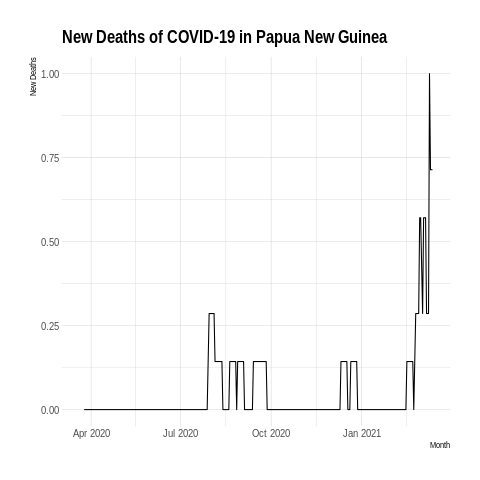 New Deaths of COVID-19 in Papua New Guinea
New Deaths
1.00
0.75
0.50
0.25
0.00
Apr 2020 Jul 2020 Oct 2020 Jan 2021
Month